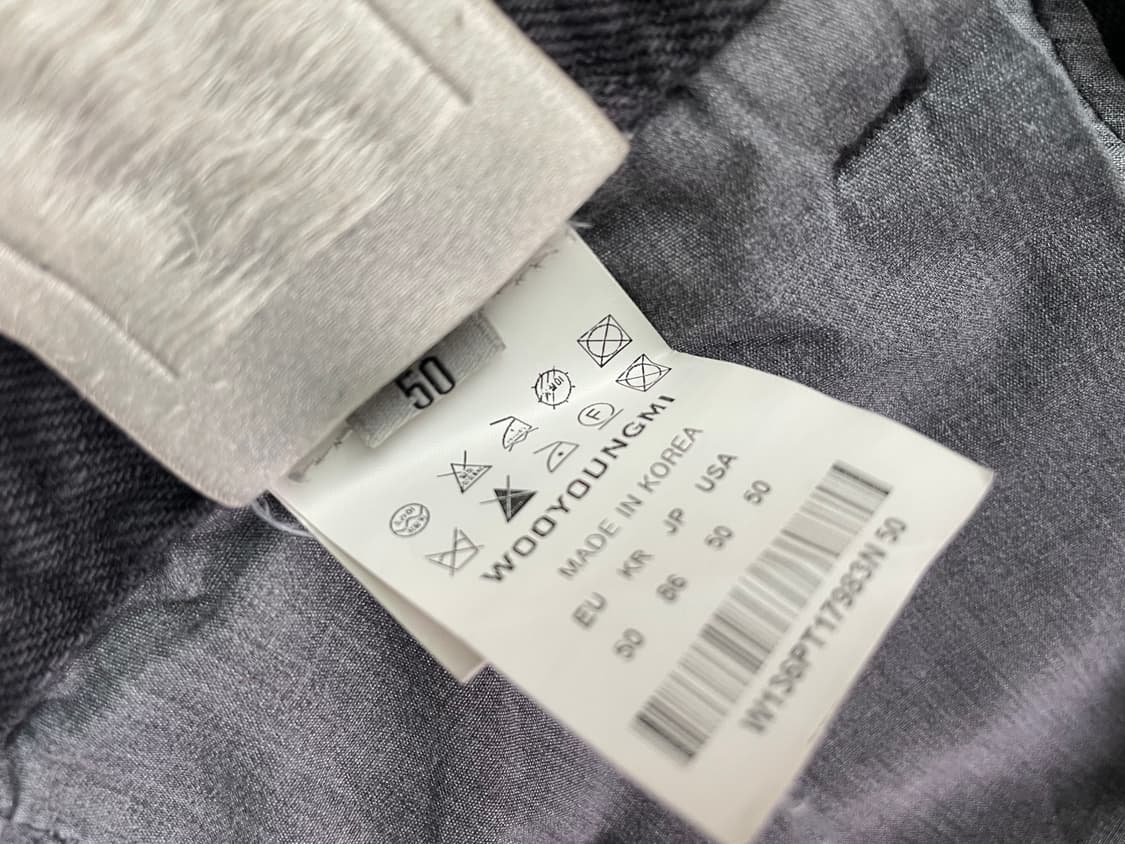 50
F
WOOYOUNGMI
MADE IN KOREA
EU KR JP USA
50 86 50 50
W136PT17983N 50